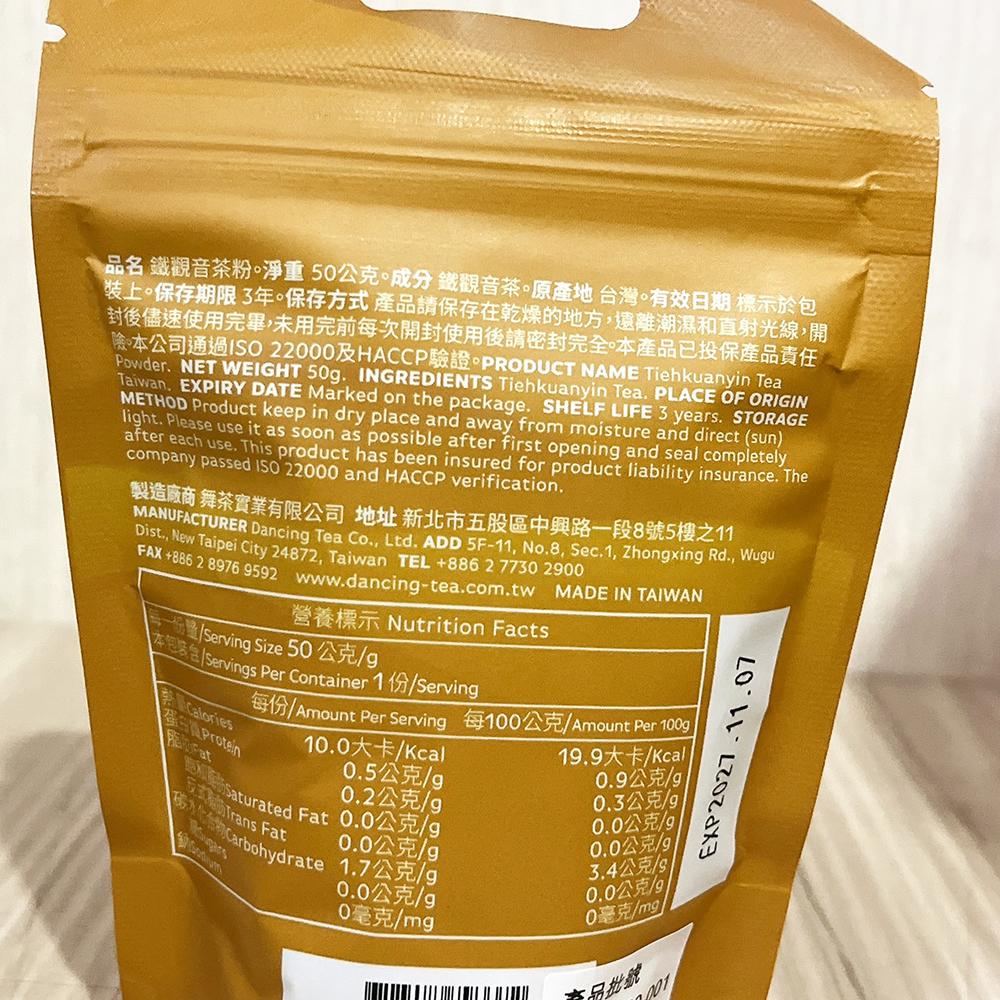 品名 鐵觀音茶粉。淨重 50公克。成分 鐵觀音茶。原產地 台灣。有效日期 標示於包
裝上。保存期限 3年。保存方式 產品請保存在乾燥的地方，遠離潮濕和直射光線，開
封後儘速使用完畢，未用完前每次開封使用後請密封完全。本產品已投保產品責任
險。本公司通過ISO 22000及HACCP驗證。PRODUCT NAME Tiehkuanyin Tea
Powder. NET WEIGHT 50g. INGREDIENTS Tiehkuanyin Tea. PLACE OF ORIGIN
Taiwan. EXPIRY DATE Marked on the package. SHELF LIFE 3 years. STORAGE
METHOD Product keep in dry place and away from moisture and direct (sun)
light. Please use it as soon as possible after first opening and seal completely
after each use. This product has been insured for product liability insurance. The
company passed ISO 22000 and HACCP verification.
製造廠商 舞茶實業有限公司 地址 新北市五股區中興路一段8號5樓之11
MANUFACTURER Dancing Tea Co., Ltd. ADD 5F-11, No.8, Sec.1, Zhongxing Rd., Wugu
Dist., New Taipei City 24872, Taiwan TEL +886 2 7730 2900
FAX +886 2 8976 9592 www.dancing-tea.com.tw MADE IN TAIWAN
營養標示 Nutrition Facts
每一份量/Serving Size 50 公克/g
本包裝含/Servings Per Container 1 份/Serving
每份/Amount Per Serving 每100公克/Amount Per 100g
熱量Calories 10.0大卡/Kcal 19.9大卡/Kcal
蛋白質Protein 0.5公克/g 0.9公克/g
脂肪Fat 0.2公克/g 0.3公克/g
飽和脂肪Saturated Fat 0.0公克/g 0.0公克/g
反式脂肪Trans Fat 0.0公克/g 0.0公克/g
碳水化合物Carbohydrate 1.7公克/g 3.4公克/g
糖Sugars 0.0公克/g 0.0公克/g
鈉Sodium 0毫克/mg 0毫克/mg
EXP2027.11.07
產品批號